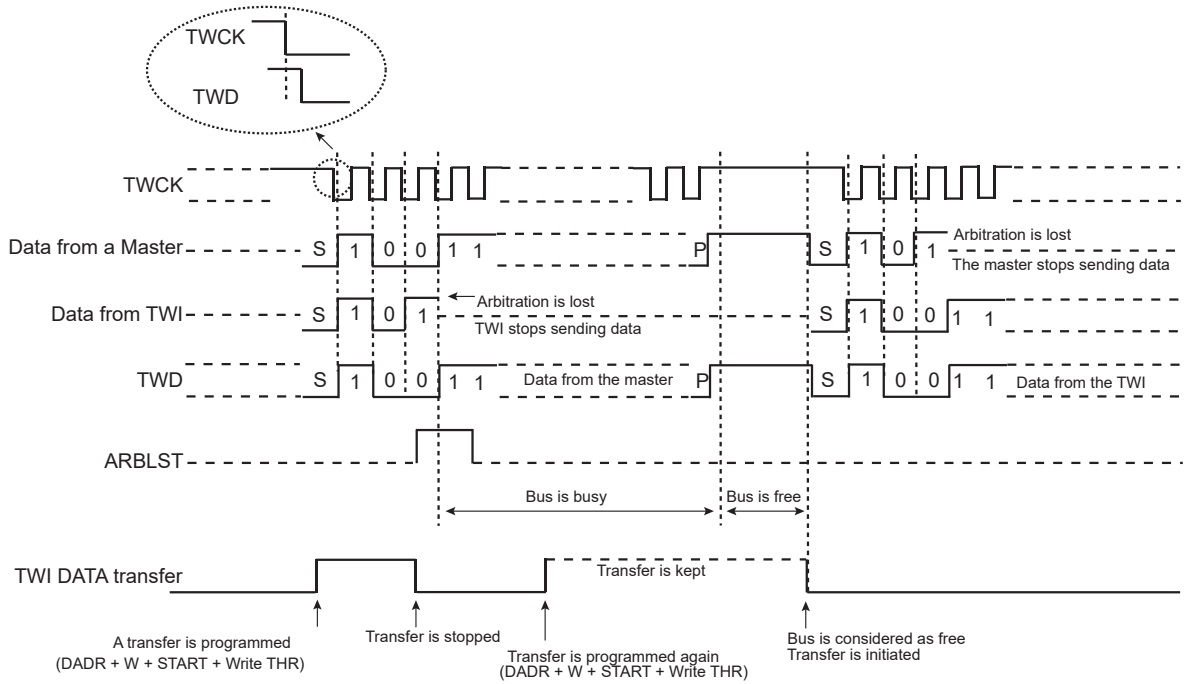 TWCK
TWD
TWCK
Data from a Master S 1 0 0 1 1 P S 1 0 1 Arbitration is lost
The master stops sending data
Data from TWI S 1 0 1 Arbitration is lost S 1 0 0 1 1
TWI stops sending data
TWD S 1 0 0 1 1 Data from the master P S 1 0 0 1 1 Data from the TWI
ARBLST
Bus is busy Bus is free
TWI DATA transfer Transfer is kept
A transfer is programmed
(DADR + W + START + Write THR)
Transfer is stopped
Transfer is programmed again
(DADR + W + START + Write THR)
Bus is considered as free
Transfer is initiated